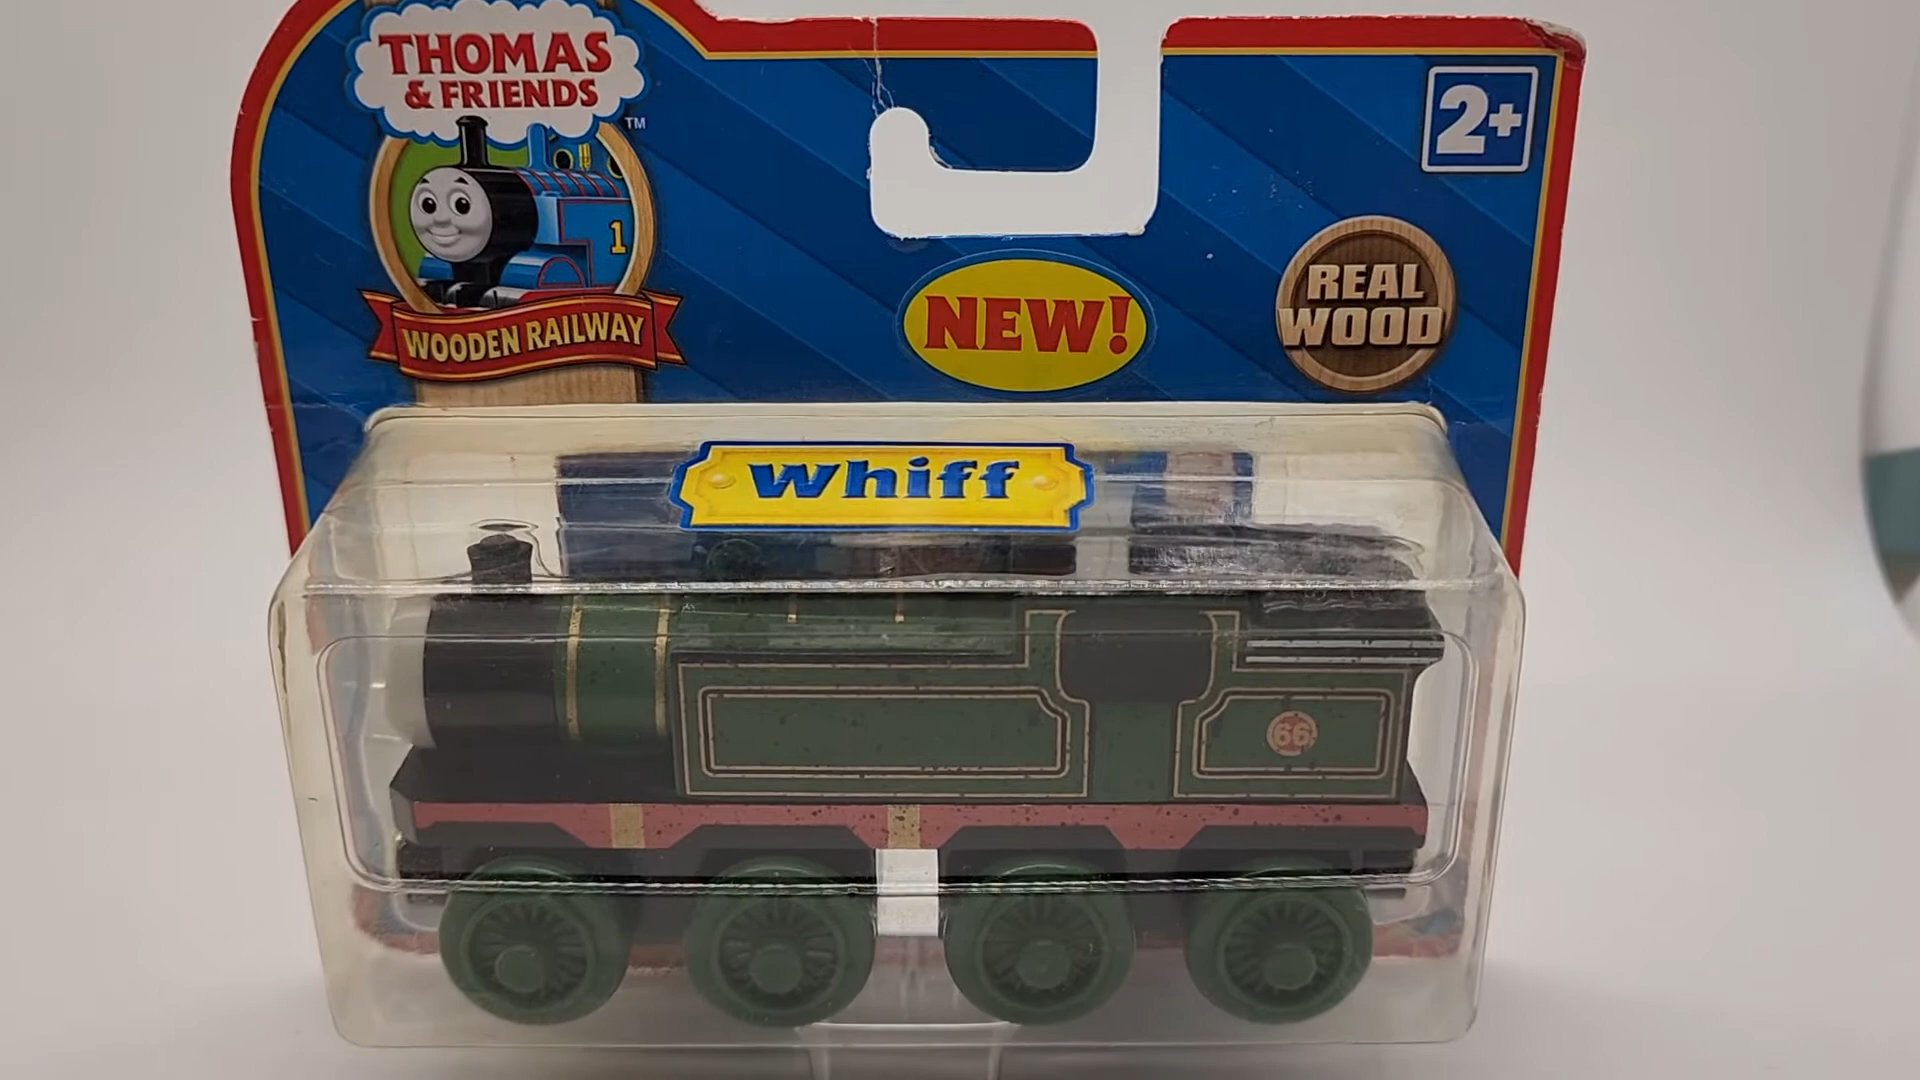 THOMAS
& FRIENDS
TM
1
WOODEN RAILWAY
NEW!
2+
REAL
WOOD
Whiff
66